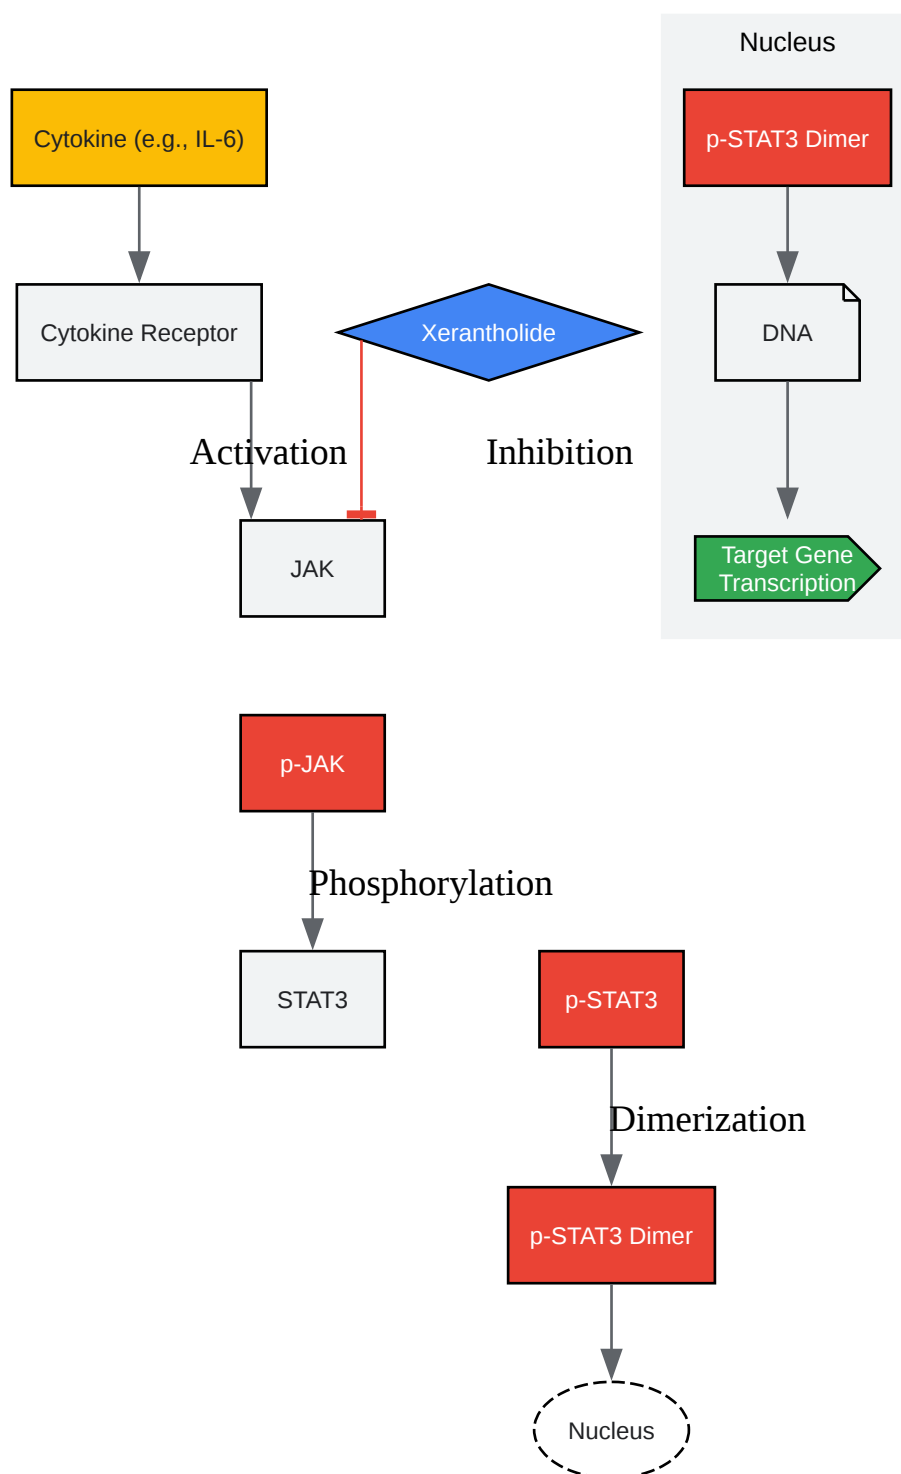 Nucleus
Cytokine (e.g., IL-6)
p-STAT3 Dimer
Cytokine Receptor
Xerantholide
DNA
Activation
Inhibition
JAK
Target Gene
Transcription
p-JAK
Phosphorylation
STAT3
p-STAT3
Dimerization
p-STAT3 Dimer
Nucleus